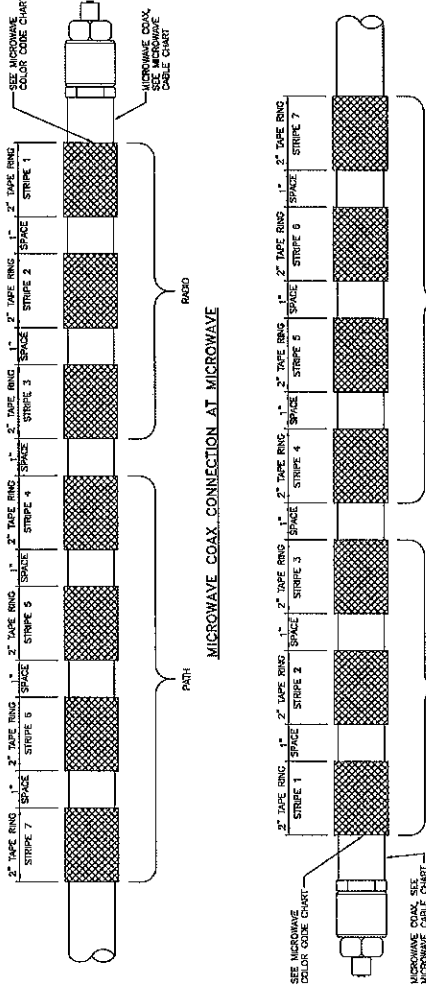 SEE MICROWAVE
COLOR CODE CHART
2" TAPE RING
STRIPE 7
1"
SPACE
2" TAPE RING
STRIPE 6
1"
SPACE
2" TAPE RING
STRIPE 5
1"
SPACE
2" TAPE RING
STRIPE 4
1"
SPACE
2" TAPE RING
STRIPE 3
1"
SPACE
2" TAPE RING
STRIPE 2
1"
SPACE
2" TAPE RING
STRIPE 1
MICROWAVE COAX,
SEE MICROWAVE
CABLE CHART
PATH
RADIO
MICROWAVE COAX CONNECTION AT MICROWAVE
SEE MICROWAVE
COLOR CODE CHART
2" TAPE RING
STRIPE 1
1"
SPACE
2" TAPE RING
STRIPE 2
1"
SPACE
2" TAPE RING
STRIPE 3
1"
SPACE
2" TAPE RING
STRIPE 4
1"
SPACE
2" TAPE RING
STRIPE 5
1"
SPACE
2" TAPE RING
STRIPE 6
1"
SPACE
2" TAPE RING
STRIPE 7
MICROWAVE COAX, SEE
MICROWAVE CABLE CHART